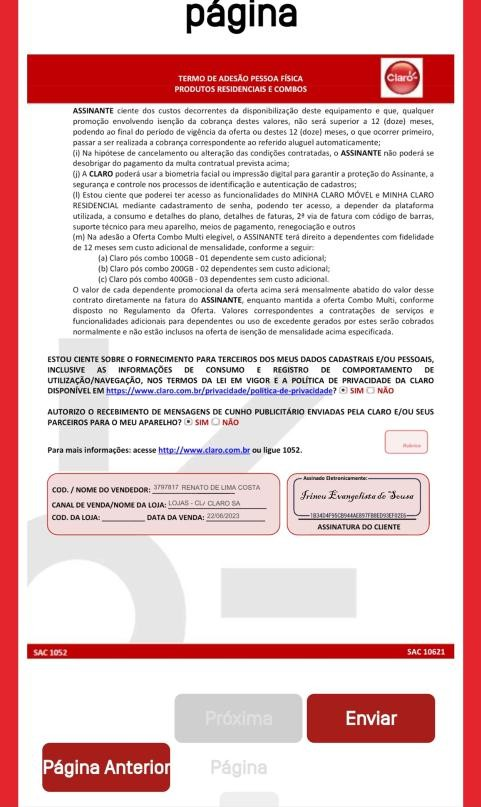 página
TERMO DE ADESÃO PESSOA FÍSICA
PRODUTOS RESIDENCIAIS E COMBOS
Claro
ASSINANTE ciente dos custos decorrentes da disponibilização deste equipamento e que, qualquer
promoção envolvendo isenção da cobrança destes valores, não será superior a 12 (doze) meses,
podendo ao final do periodo de vigência da oferta ou destes 12 (doze) meses, o que ocorrer primeiro,
passar a ser realizada a cobrança correspondente ao referido aluguel automaticamente;
(i) Na hipótese de cancelamento ou alteração das condições contratadas, o ASSINANTE não poderá se
desobrigar do pagamento da multa contratual prevista acima;
(j) A CLARO poderá usar a biometria facial ou impressão digital para garantir a proteção do Assinante, a
segurança e controle nos processos de identificação e autenticação de cadastros;
(l) Estou ciente que poderei ter acesso as funcionalidades do MINHA CLARO MÓVEL e MINHA CLARO
RESIDENCIAL mediante cadastramento de senha, podendo ter acesso, a depender da plataforma
utilizada, a consumo e detalhes do plano, detalhes de faturas, 2ª via de fatura com código de barras,
suporte técnico para meu aparelho, meios de pagamento, renegociação e outros
(m) Na adesão a Oferta Combo Multi elegível, o ASSINANTE terá direito a dependentes com fidelidade
de 12 meses sem custo adicional de mensalidade, conforme a seguir:
(a) Claro pós combo 100GB - 01 dependente sem custo adicional;
(b) Claro pós combo 200GB - 02 dependentes sem custo adicional;
(c) Claro pós combo 400GB - 03 dependentes sem custo adicional.
O valor de cada dependente promocional da oferta acima será mensalmente abatido do valor desse
contrato diretamente na fatura do ASSINANTE, enquanto mantida a oferta Combo Multi, conforme
disposto no Regulamento da Oferta. Valores correspondentes a contratações de serviços e
funcionalidades adicionais para dependentes ou uso de excedente gerados por estes serão cobrados
normalmente e não estão inclusos na oferta de isenção de mensalidade acima especificada.
ESTOU CIENTE SOBRE O FORNECIMENTO PARA TERCEIROS DOS MEUS DADOS CADASTRAIS E/OU PESSOAIS,
INCLUSIVE AS INFORMAÇÕES DE CONSUMO E REGISTRO DE COMPORTAMENTO DE
UTILIZAÇÃO/NAVEGAÇÃO, NOS TERMOS DA LEI EM VIGOR E A POLÍTICA DE PRIVACIDADE DA CLARO
DISPONÍVEL EM https://www.claro.com.br/privacidade/politica-de-privacidade? SIM NÃO
AUTORIZO O RECEBIMENTO DE MENSAGENS DE CUNHO PUBLICITÁRIO ENVIADAS PELA CLARO E/OU SEUS
PARCEIROS PARA O MEU APARELHO? SIM NÃO
Rubrica
Para mais informações: acesse http://www.claro.com.br ou ligue 1052.
COD. / NOME DO VENDEDOR: 3797817 RENATO DE LIMA COSTA
CANAL DE VENDA/NOME DA LOJA: LOJAS - CL/ CLARO SA
COD. DA LOJA: ____________ DATA DA VENDA: 22/06/2023
Assinado Eletronicamente:
Irineu Evangelista de Sousa
ASSINATURA DO CLIENTE
SAC 1052
SAC 10621
Próxima
Enviar
Página Anterior
Página